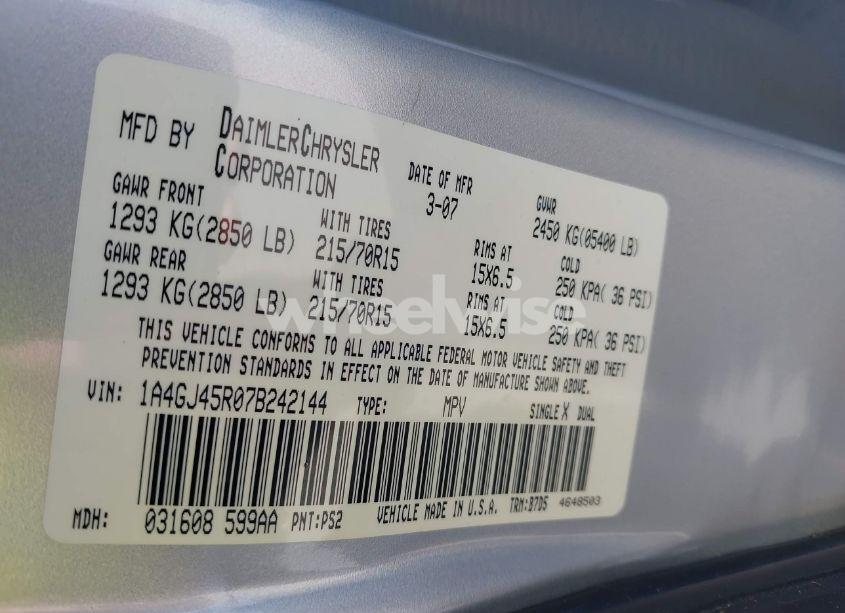 MFD BY DAIMLERCHRYSLER CORPORATION
DATE OF MFR 3-07
GVWR 2450 KG(05400 LB)
GAWR FRONT
1293 KG(2850 LB) WITH TIRES 215/70R15 RIMS AT 15X6.5 COLD 250 KPA( 36 PSI)
GAWR REAR
1293 KG(2850 LB) WITH TIRES 215/70R15 RIMS AT 15X6.5 COLD 250 KPA( 36 PSI)
THIS VEHICLE CONFORMS TO ALL APPLICABLE FEDERAL MOTOR VEHICLE SAFETY AND THEFT
PREVENTION STANDARDS IN EFFECT ON THE DATE OF MANUFACTURE SHOWN ABOVE.
VIN: 1A4GJ45R07B242144 TYPE: MPV SINGLE X DUAL
MDH: 031608 599AA PNT:PS2 VEHICLE MADE IN U.S.A. TRM:B7D5 4648503
wheelwise